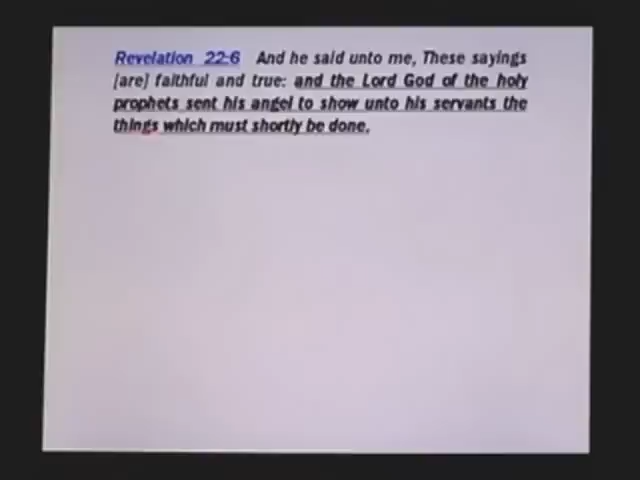 Revelation 22:6 And he said unto me, These sayings
[are] faithful and true: and the Lord God of the holy
prophets sent his angel to show unto his servants the
things which must shortly be done.